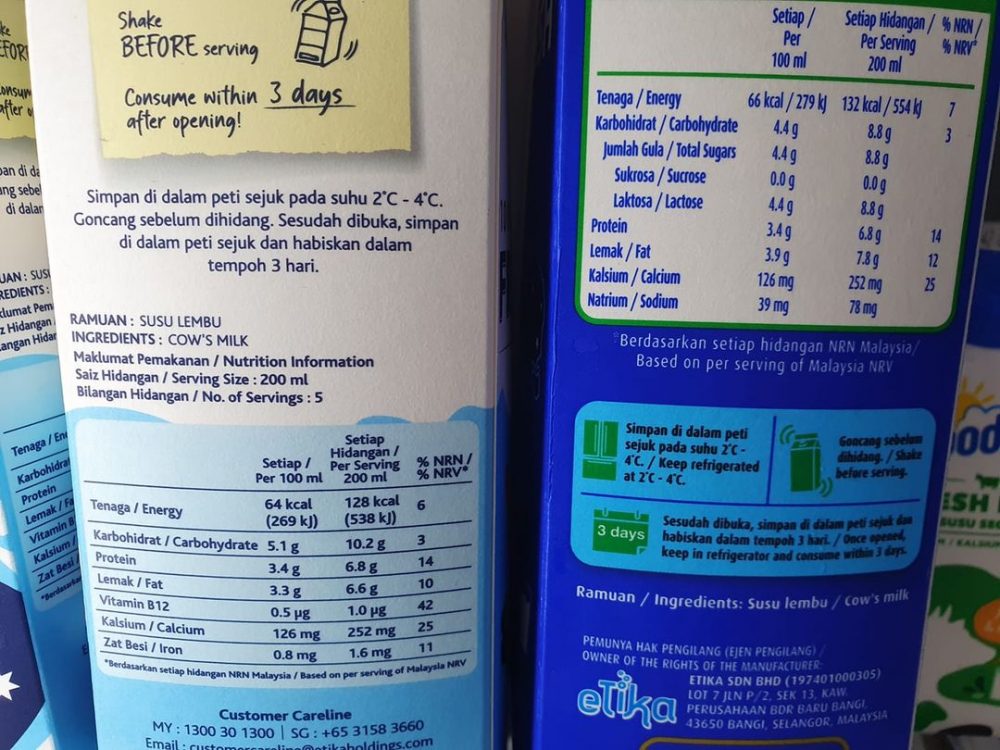 Shake
BEFORE serving
Consume within 3 days
after opening!
Simpan di dalam peti sejuk pada suhu 2°C - 4°C.
Goncang sebelum dihidang. Sesudah dibuka, simpan
di dalam peti sejuk dan habiskan dalam
tempoh 3 hari.
RAMUAN : SUSU LEMBU
INGREDIENTS : COW'S MILK
Maklumat Pemakanan / Nutrition Information
Saiz Hidangan / Serving Size : 200 ml
Bilangan Hidangan / No. of Servings : 5
Setiap / Per 100 ml Setiap Hidangan / Per Serving 200 ml % NRN / % NRV*
Tenaga / Energy 64 kcal (269 kJ) 128 kcal (538 kJ) 6
Karbohidrat / Carbohydrate 5.1 g 10.2 g 3
Protein 3.4 g 6.8 g 14
Lemak / Fat 3.3 g 6.6 g 10
Vitamin B12 0.5 µg 1.0 µg 42
Kalsium / Calcium 126 mg 252 mg 25
Zat Besi / Iron 0.8 mg 1.6 mg 11
*Berdasarkan setiap hidangan NRN Malaysia / Based on per serving of Malaysia NRV
Customer Careline
MY : 1300 30 1300 | SG : +65 3158 3660
Email : customercareline@etikaholdings.com
Setiap / Per 100 ml Setiap Hidangan / Per Serving 200 ml % NRN / % NRV*
Tenaga / Energy 66 kcal / 279 kJ 132 kcal / 554 kJ 7
Karbohidrat / Carbohydrate 4.4 g 8.8 g 3
Jumlah Gula / Total Sugars 4.4 g 8.8 g
Sukrosa / Sucrose 0.0 g 0.0 g
Laktosa / Lactose 4.4 g 8.8 g
Protein 3.4 g 6.8 g 14
Lemak / Fat 3.9 g 7.8 g 12
Kalsium / Calcium 126 mg 252 mg 25
Natrium / Sodium 39 mg 78 mg
*Berdasarkan setiap hidangan NRN Malaysia/
Based on per serving of Malaysia NRV
Simpan di dalam peti
sejuk pada suhu 2°C -
4°C. / Keep refrigerated
at 2°C - 4°C.
Goncang sebelum
dihidang. / Shake
before serving.
3 days
Sesudah dibuka, simpan di dalam peti sejuk dan
habiskan dalam tempoh 3 hari. / Once opened,
keep in refrigerator and consume within 3 days.
Ramuan / Ingredients: Susu lembu / Cow's milk
PEMUNYA HAK PENGILANG (EJEN PENGILANG) /
OWNER OF THE RIGHTS OF THE MANUFACTURER:
etika
ETIKA SDN BHD (197401000305)
LOT 7 JLN P/2, SEK 13, KAW.
PERUSAHAAN BDR BARU BANGI,
43650 BANGI, SELANGOR, MALAYSIA
Tenaga
Karbohidrat
Protein
Lemak
Vitamin
Kalsium
Zat Besi